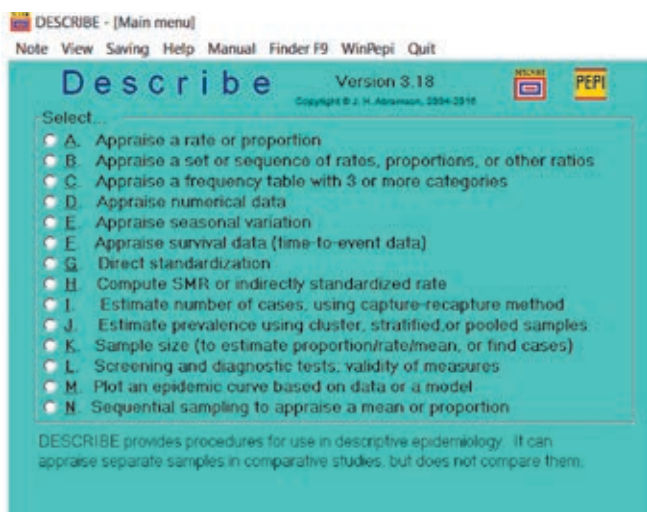 DESCRIBE - [Main menu]
Note View Saving Help Manual Finder F9 WinPepi Quit
Describe Version 3.18 DESCRIBE PEPI
Copyright © J. H. Abramson, 2004-2016
Select...
A. Appraise a rate or proportion
B. Appraise a set or sequence of rates, proportions, or other ratios
C. Appraise a frequency table with 3 or more categories
D. Appraise numerical data
E. Appraise seasonal variation
F. Appraise survival data (time-to-event data)
G. Direct standardization
H. Compute SMR or indirectly standardized rate
I. Estimate number of cases, using capture-recapture method
J. Estimate prevalence using cluster, stratified,or pooled samples
K. Sample size (to estimate proportion/rate/mean, or find cases)
L. Screening and diagnostic tests; validity of measures
M. Plot an epidemic curve based on data or a model
N. Sequential sampling to appraise a mean or proportion
DESCRIBE provides procedures for use in descriptive epidemiology. It can
appraise separate samples in comparative studies, but does not compare them.